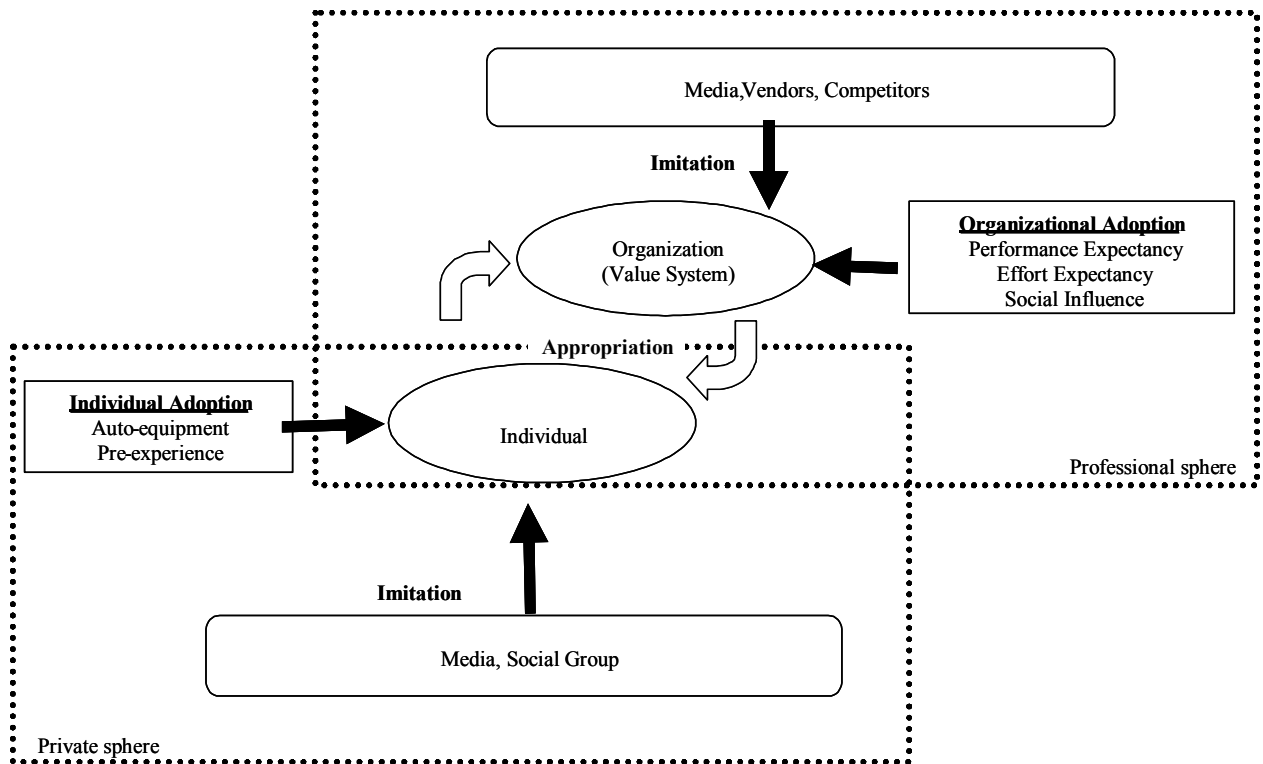 Media,Vendors, Competitors
Imitation
Organizational Adoption
Performance Expectancy
Effort Expectancy
Social Influence
Organization
(Value System)
Appropriation
Individual Adoption
Auto-equipment
Pre-experience
Individual
Professional sphere
Imitation
Media, Social Group
Private sphere